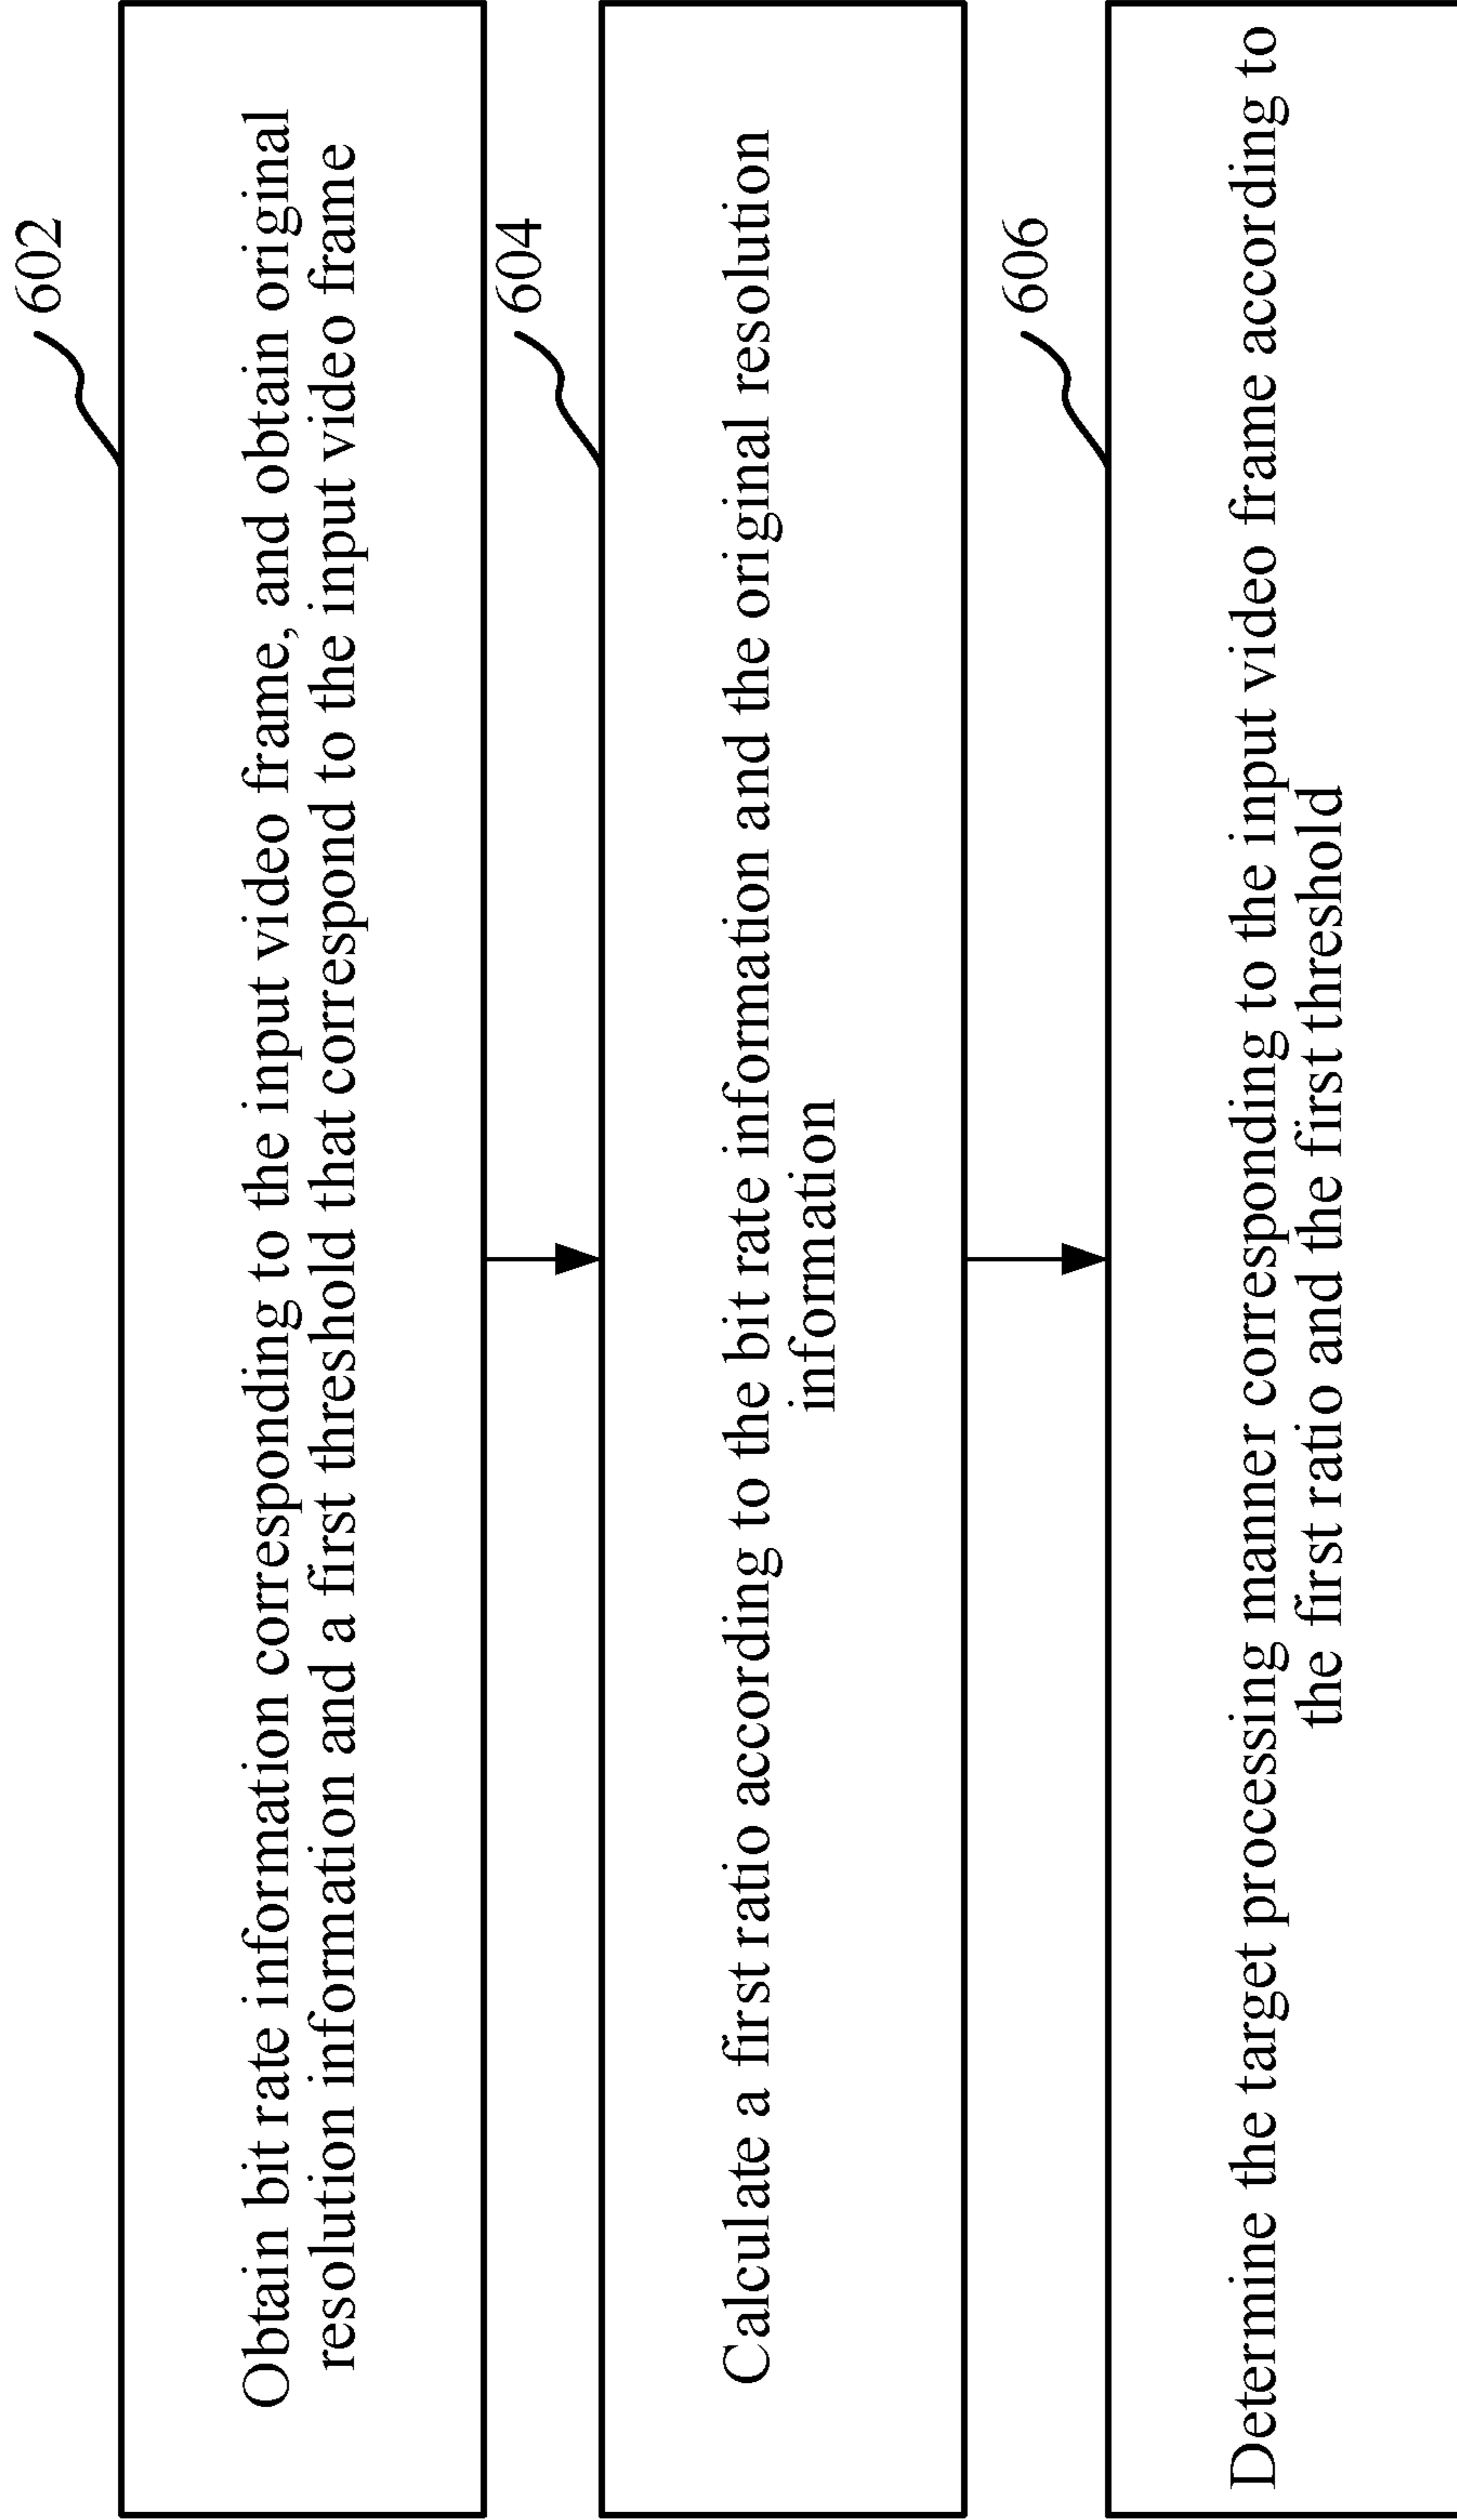 602
Obtain bit rate information corresponding to the input video frame, and obtain original
resolution information and a first threshold that correspond to the input video frame
604
Calculate a first ratio according to the bit rate information and the original resolution
information
606
Determine the target processing manner corresponding to the input video frame according to
the first ratio and the first threshold